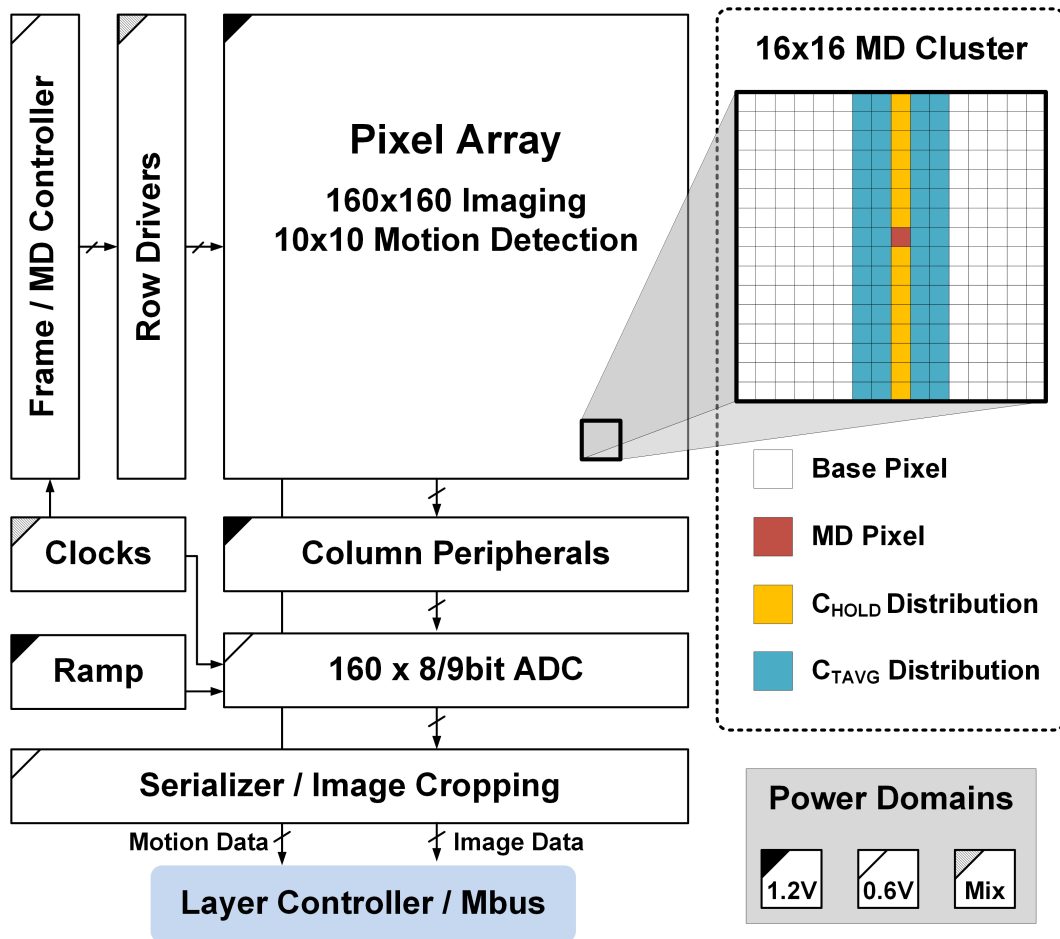 Frame / MD Controller
Row Drivers
Pixel Array
160x160 Imaging
10x10 Motion Detection
16x16 MD Cluster
Base Pixel
MD Pixel
CHOLD Distribution
CTAVG Distribution
Clocks
Column Peripherals
Ramp
160 x 8/9bit ADC
Serializer / Image Cropping
Motion Data
Image Data
Layer Controller / Mbus
Power Domains
1.2V
0.6V
Mix